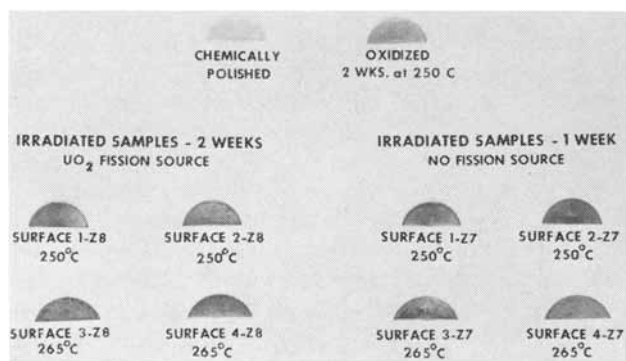 CHEMICALLY
POLISHED
OXIDIZED
2 WKS. at 250 C
IRRADIATED SAMPLES - 2 WEEKS
UO₂ FISSION SOURCE
IRRADIATED SAMPLES - 1 WEEK
NO FISSION SOURCE
SURFACE 1-Z8
250°C
SURFACE 2-Z8
250°C
SURFACE 1-Z7
250°C
SURFACE 2-Z7
250°C
SURFACE 3-Z8
265°C
SURFACE 4-Z8
265°C
SURFACE 3-Z7
265°C
SURFACE 4-Z7
265°C